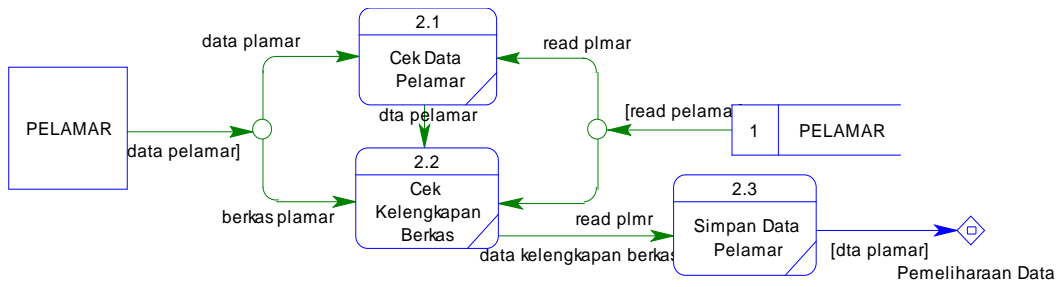 data plamar
2.1
Cek Data
Pelamar
read plmar
PELAMAR
data pelamar]
dta pelamar
[read pelama
1
PELAMAR
2.2
Cek
Kelengkapan
Berkas
berkas plamar
read plmr
data kelengkapan berkas
2.3
Simpan Data
Pelamar
[dta plamar]
Pemeliharaan Data